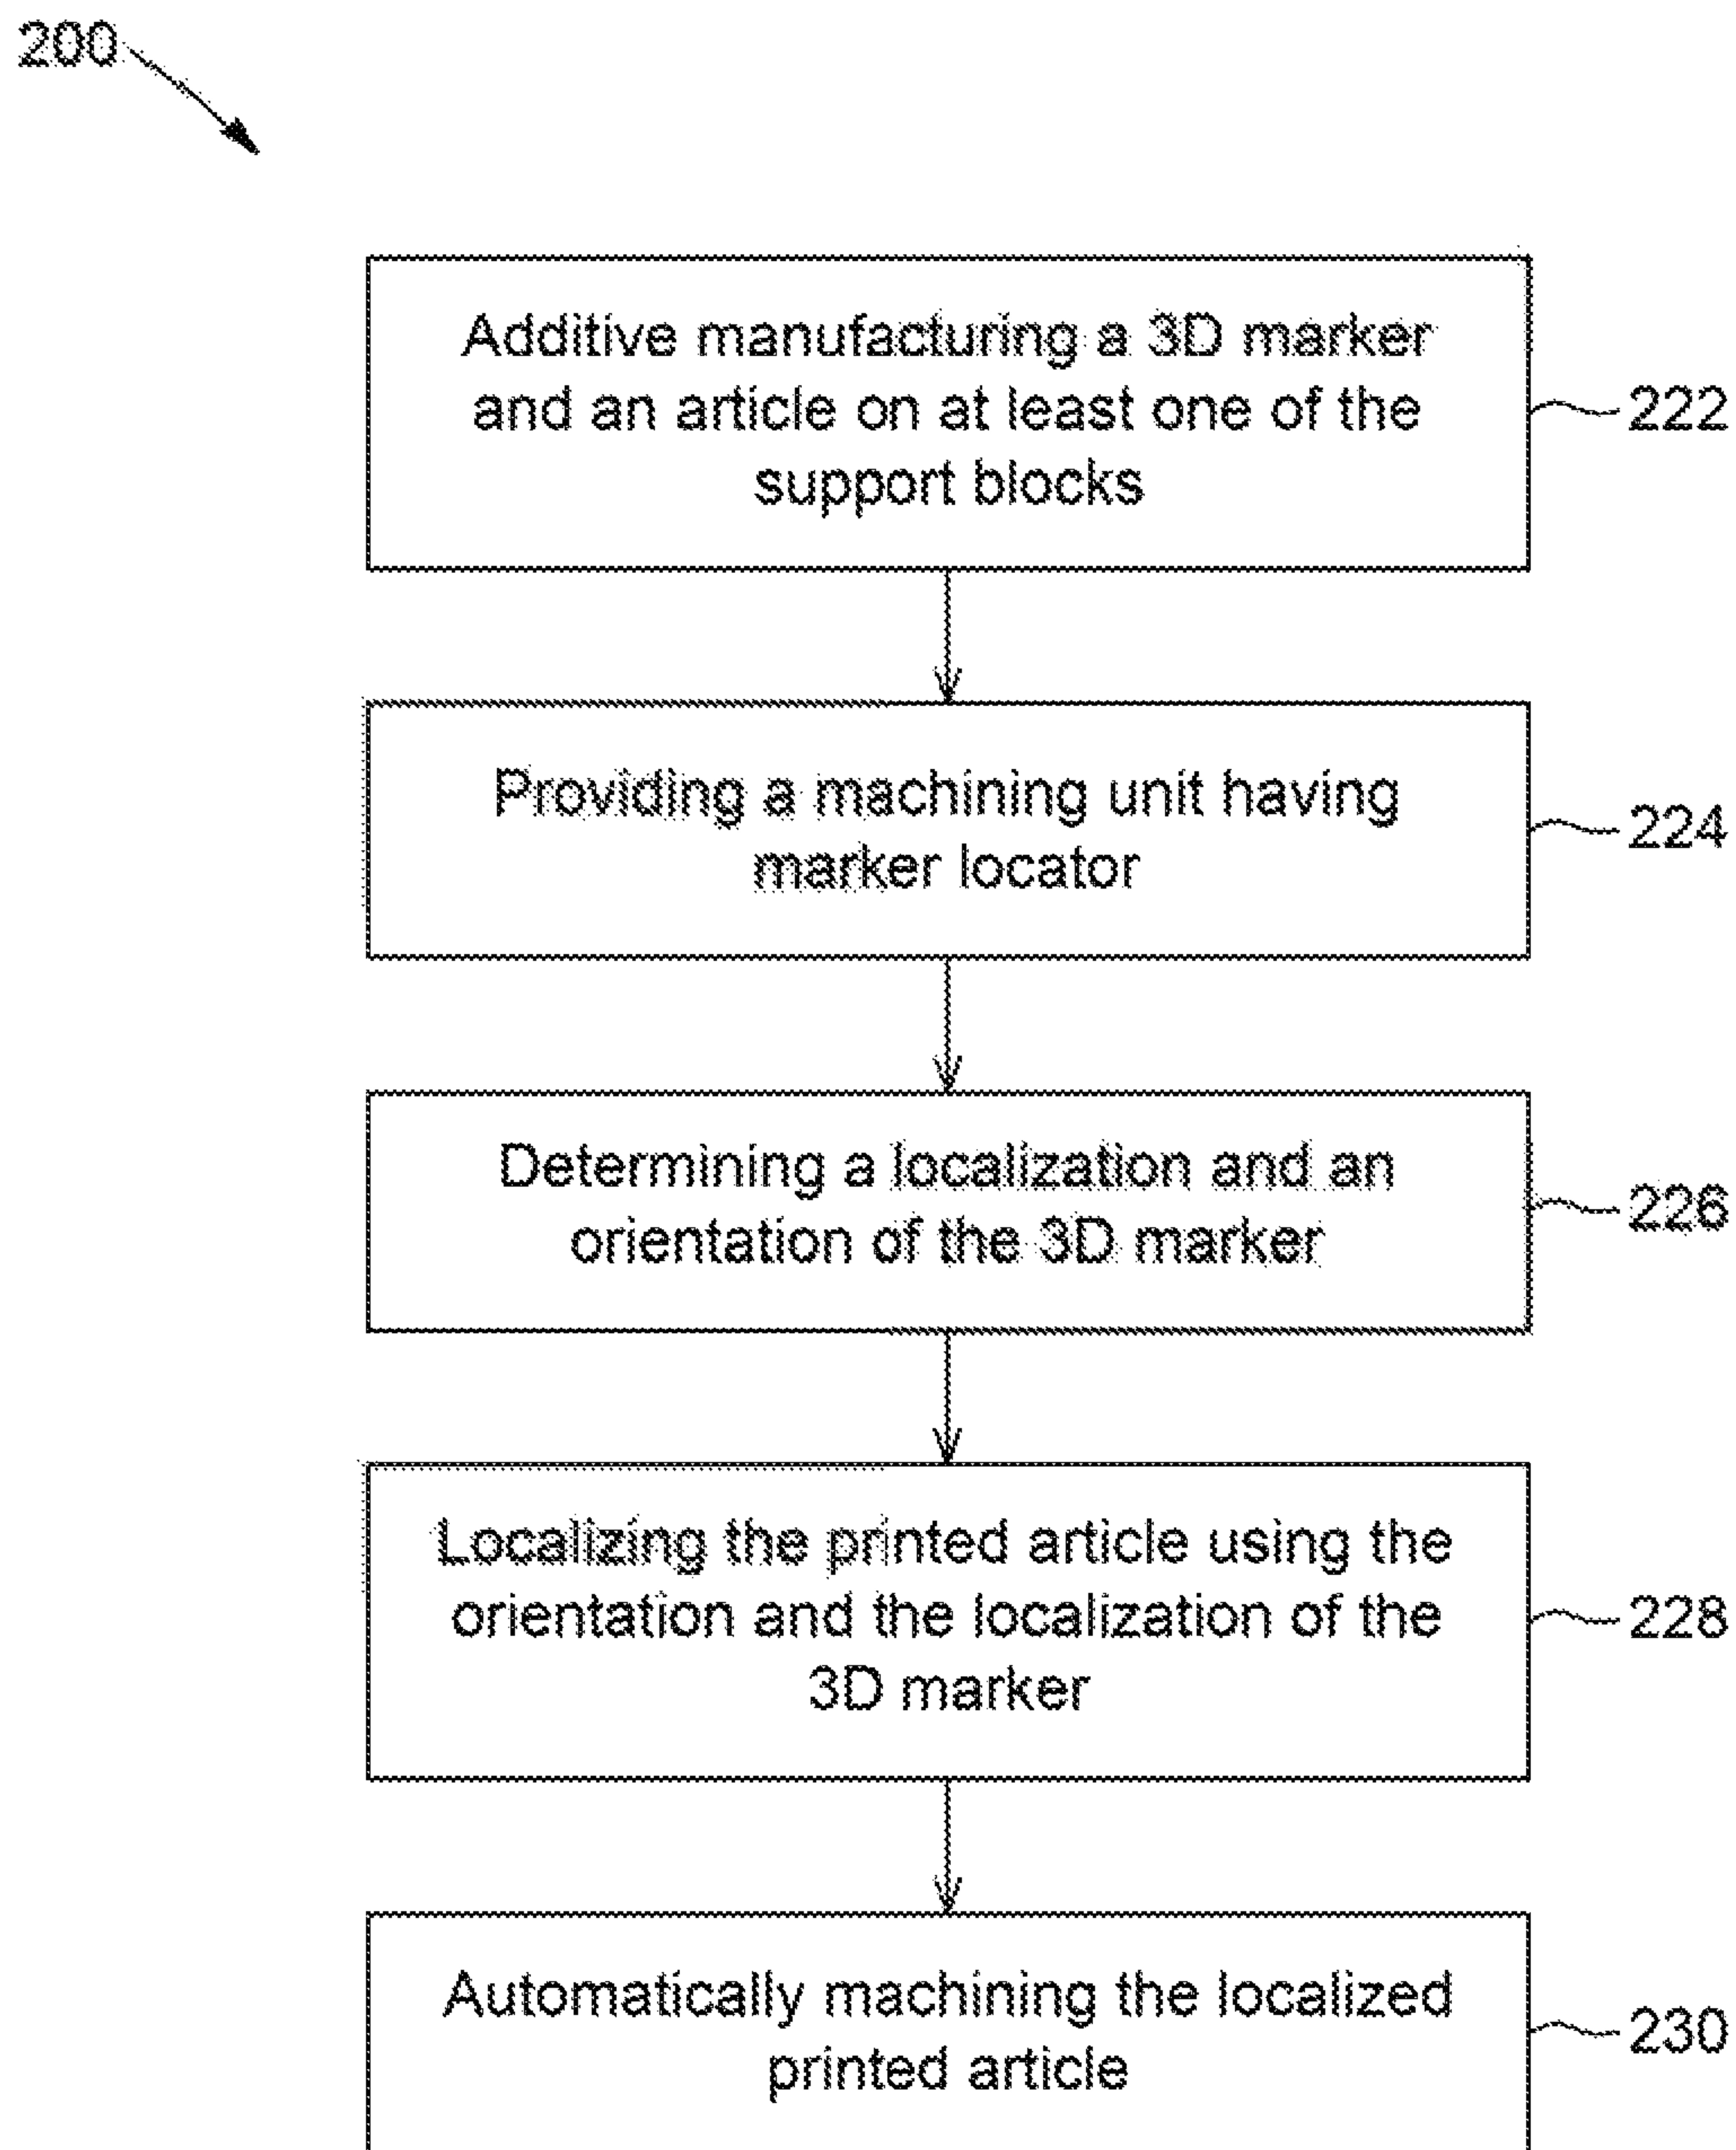 200
Additive manufacturing a 3D marker
and an article on at least one of the
support blocks
222
Providing a machining unit having
marker locator
224
Determining a localization and an
orientation of the 3D marker
226
Localizing the printed article using the
orientation and the localization of the
3D marker
228
Automatically machining the localized
printed article
230